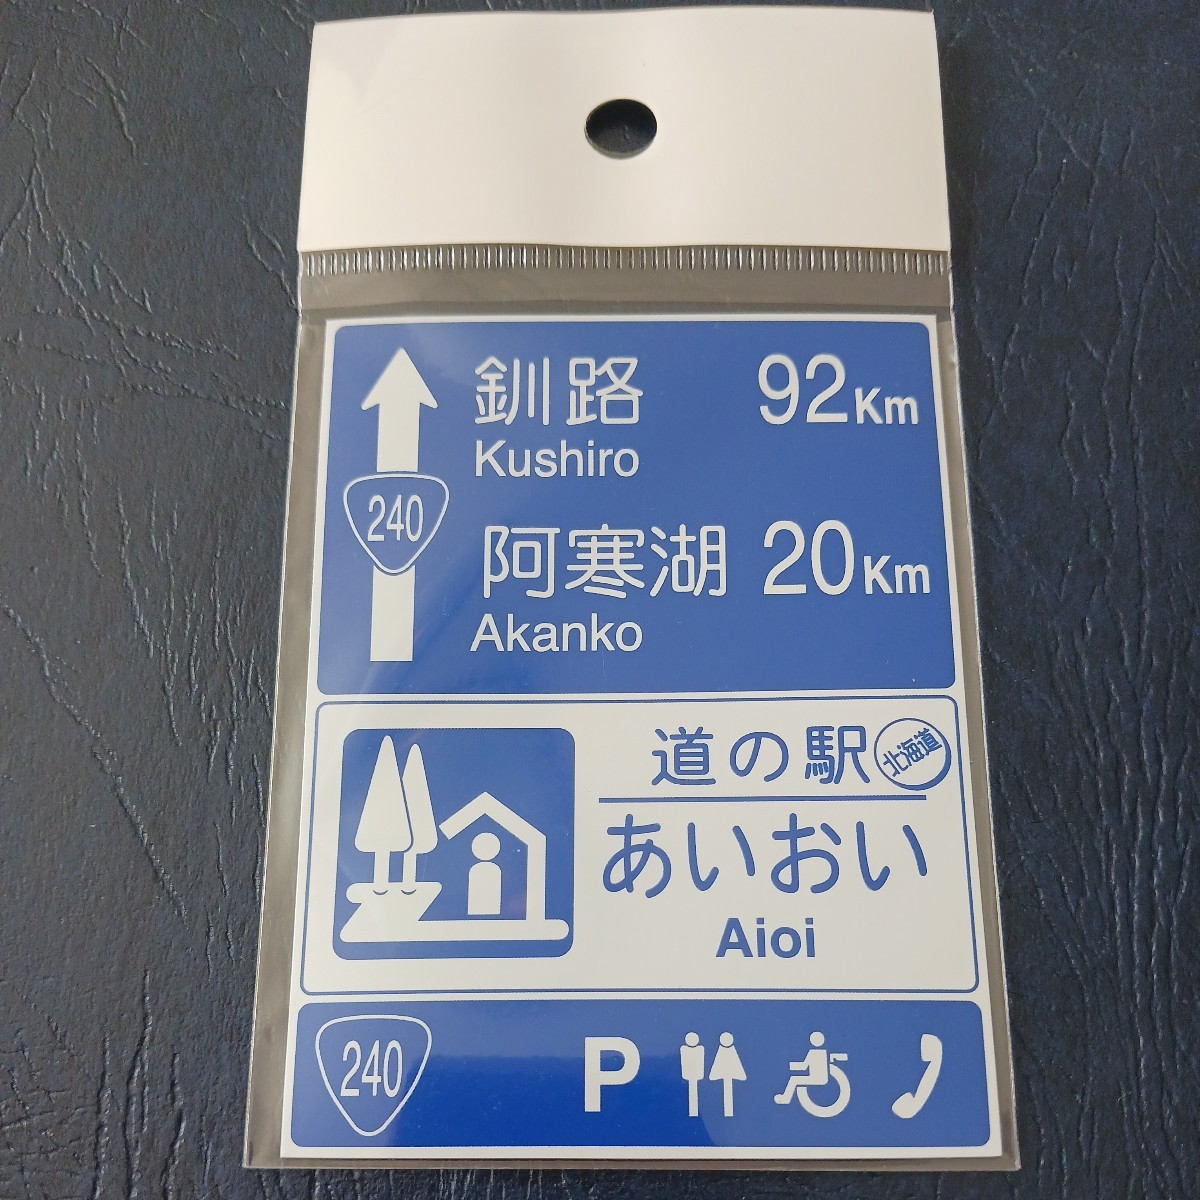 釧路 92Km
Kushiro
240
阿寒湖 20Km
Akanko
道の駅 北海道
あいおい
Aioi
240 P